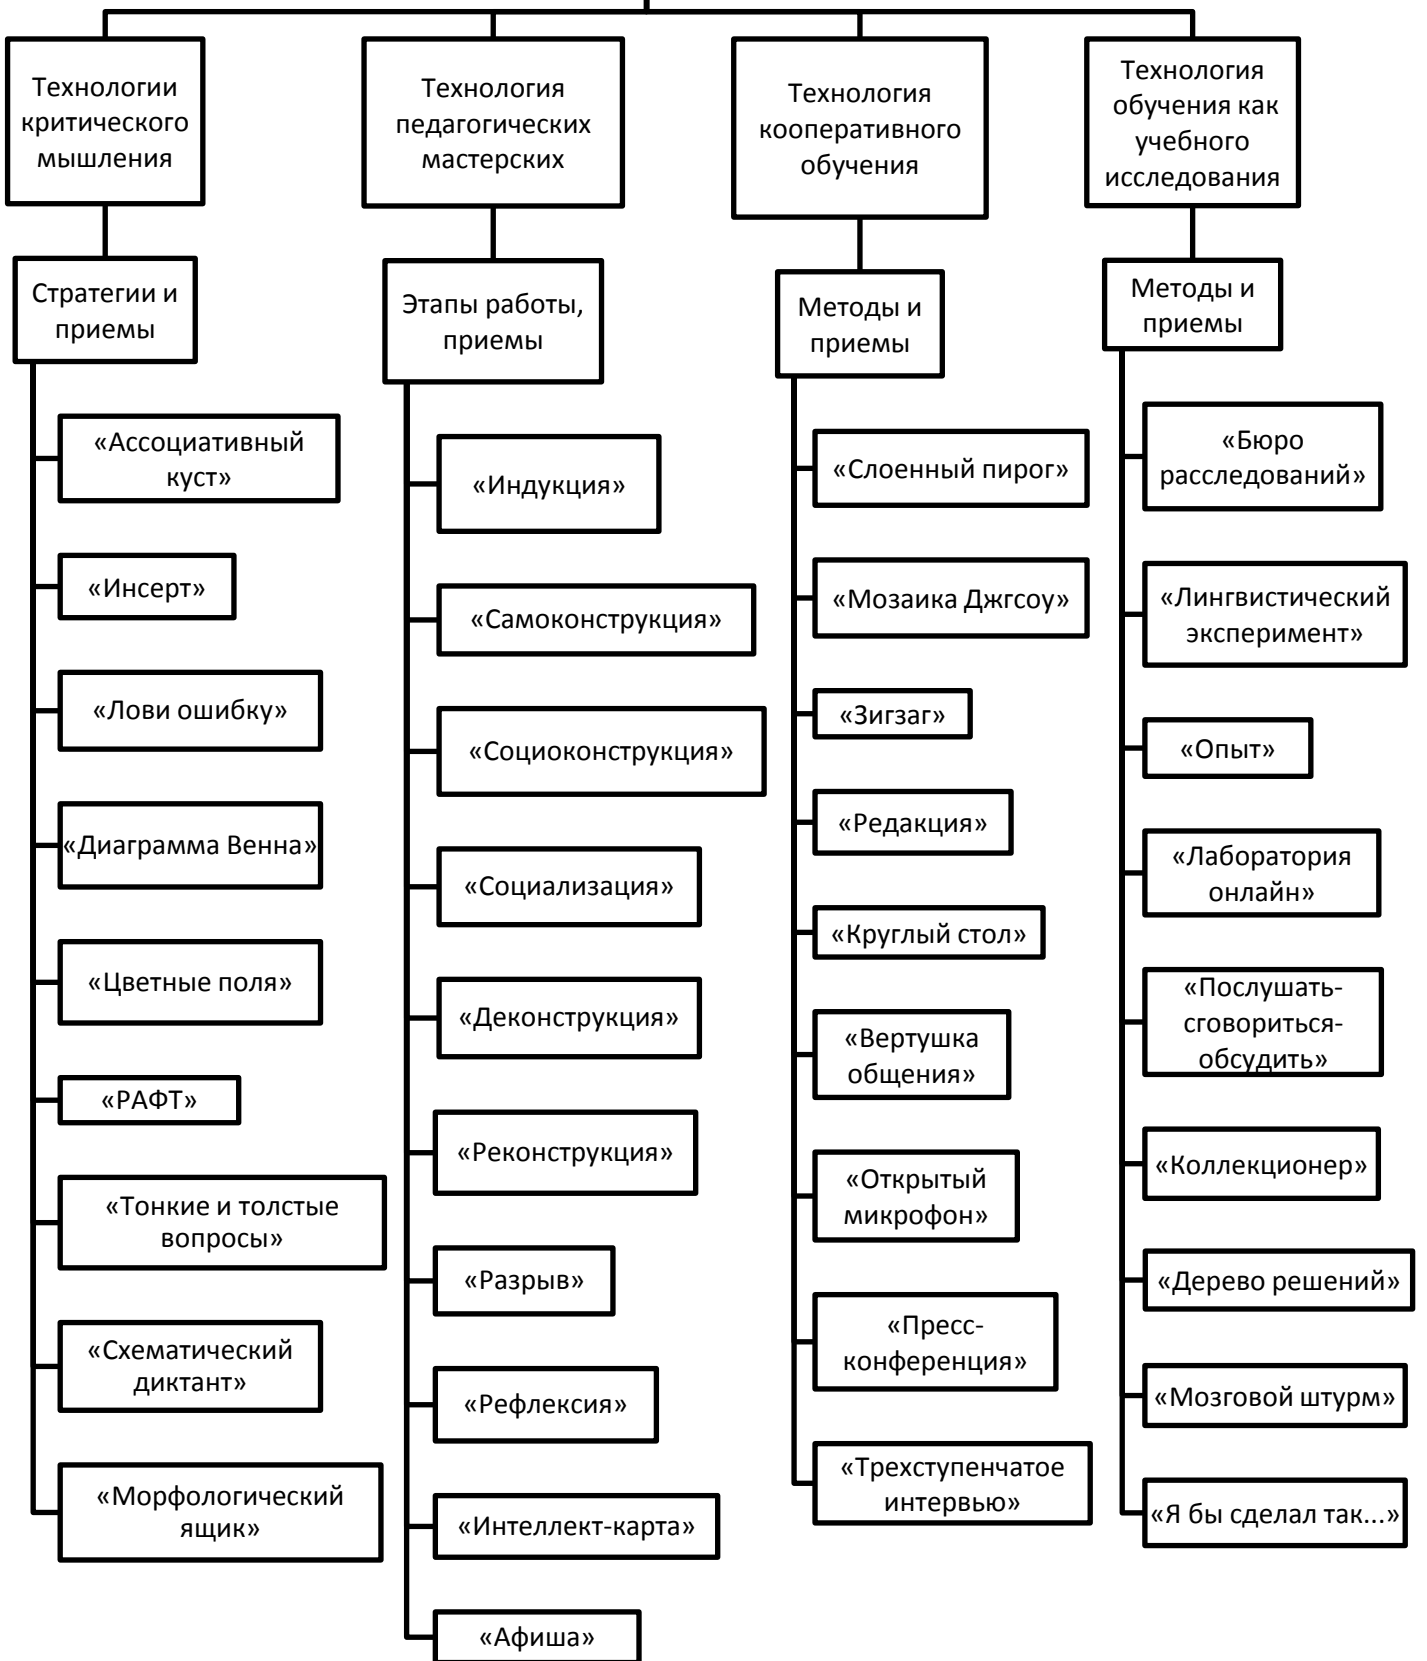 Технологии
критического
мышления
Стратегии и
приемы
«Ассоциативный
куст»
«Инсерт»
«Лови ошибку»
«Диаграмма Венна»
«Цветные поля»
«РАФТ»
«Тонкие и толстые
вопросы»
«Схематический
диктант»
«Морфологический
ящик»
Технология
педагогических
мастерских
Этапы работы,
приемы
«Индукция»
«Самоконструкция»
«Социоконструкция»
«Социализация»
«Деконструкция»
«Реконструкция»
«Разрыв»
«Рефлексия»
«Интеллект-карта»
«Афиша»
Технология
кооперативного
обучения
Методы и
приемы
«Слоенный пирог»
«Мозаика Джгсоу»
«Зигзаг»
«Редакция»
«Круглый стол»
«Вертушка
общения»
«Открытый
микрофон»
«Пресс-
конференция»
«Трехступенчатое
интервью»
Технология
обучения как
учебного
исследования
Методы и
приемы
«Бюро
расследований»
«Лингвистический
эксперимент»
«Опыт»
«Лаборатория
онлайн»
«Послушать-
сговориться-
обсудить»
«Коллекционер»
«Дерево решений»
«Мозговой штурм»
«Я бы сделал так...»